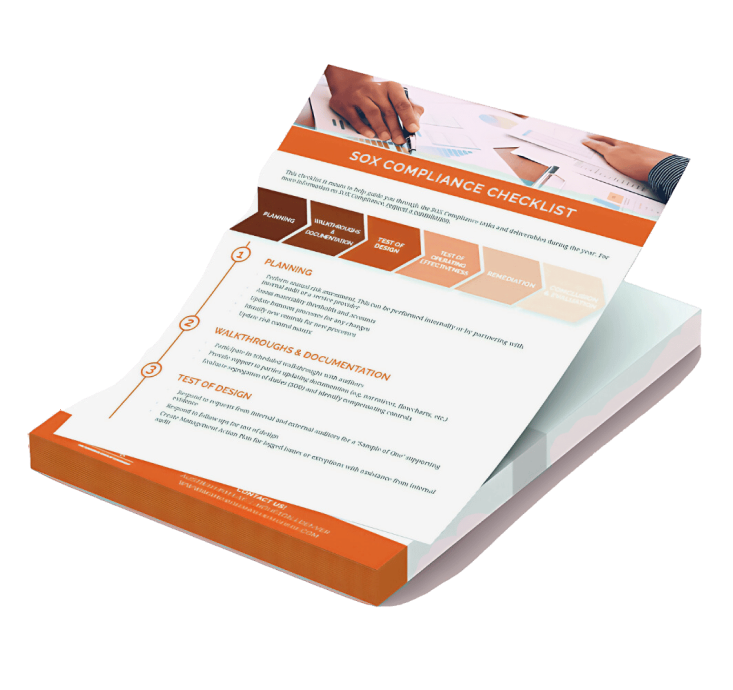 SOX COMPLIANCE CHECKLIST
This checklist is meant to help guide you through the SOX Compliance tasks and deliverables during the year. For
more information on SOX Compliance, request a consultation.
PLANNING
WALKTHROUGHS
&
DOCUMENTATION
TEST OF
DESIGN
TEST OF
OPERATING
EFFECTIVENESS
REMEDIATION
1
PLANNING
Perform annual risk assessment. This can be performed internally or by partnering with
internal audit or a service provider
Assess materiality thresholds and accounts
Update business processes for any changes
Identify new controls for new processes
Update risk control matrix
2
WALKTHROUGHS & DOCUMENTATION
Participate in scheduled walkthroughs with auditors
Provide support to parties updating documentation (e.g. narratives, flowcharts, etc.)
Evaluate segregation of duties (SOD) and identify compensating controls
3
TEST OF DESIGN
Respond to requests from internal and external auditors for a 'Sample of One' supporting
evidence
Respond to follow ups for test of design
Create Management Action Plan for logged issues or exceptions with assistance from internal
audit
CONTACT US!